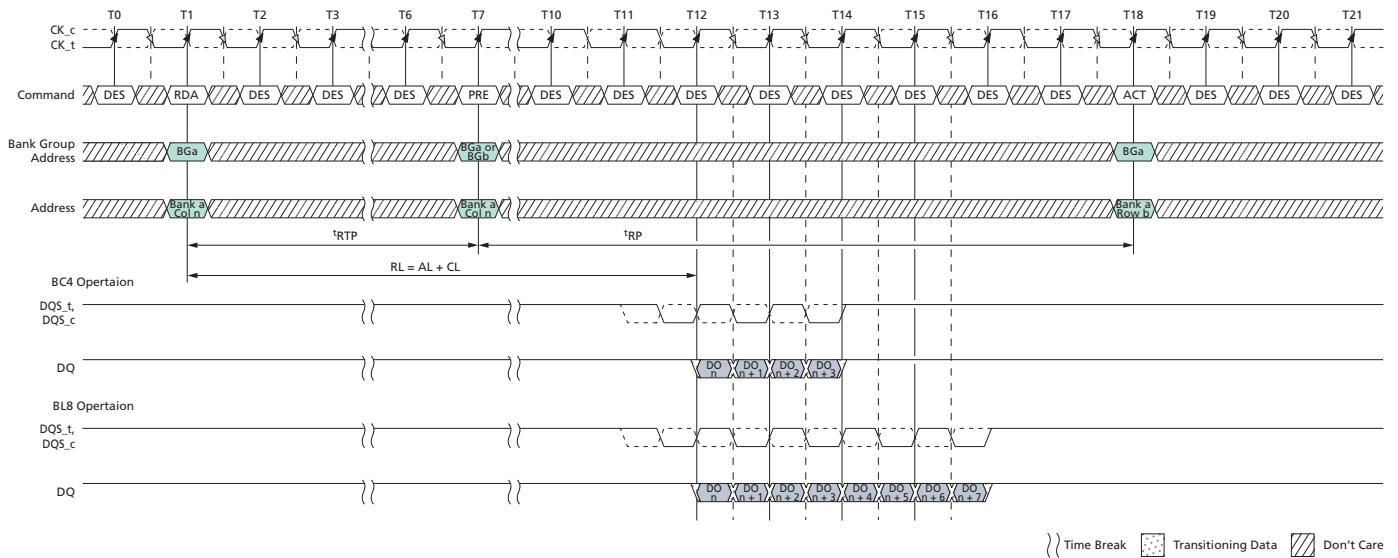 T0 T1 T2 T3 T6 T7 T10 T11 T12 T13 T14 T15 T16 T17 T18 T19 T20 T21
CK_c
CK_t
Command DES RDA DES DES DES PRE DES DES DES DES DES DES DES DES ACT DES DES DES
Bank Group
Address
BGa
BGa or
BGb
BGa
Address
Bank a
Col n
Bank a
Col n
Bank a
Row b
tRTP
tRP
RL = AL + CL
BC4 Opertaion
DQS_t,
DQS_c
DQ
DO
n
DO
n + 1
DO
n + 2
DO
n + 3
BL8 Opertaion
DQS_t,
DQS_c
DQ
DO
n
DO
n + 1
DO
n + 2
DO
n + 3
DO
n + 4
DO
n + 5
DO
n + 6
DO
n + 7
Time Break Transitioning Data Don't Care